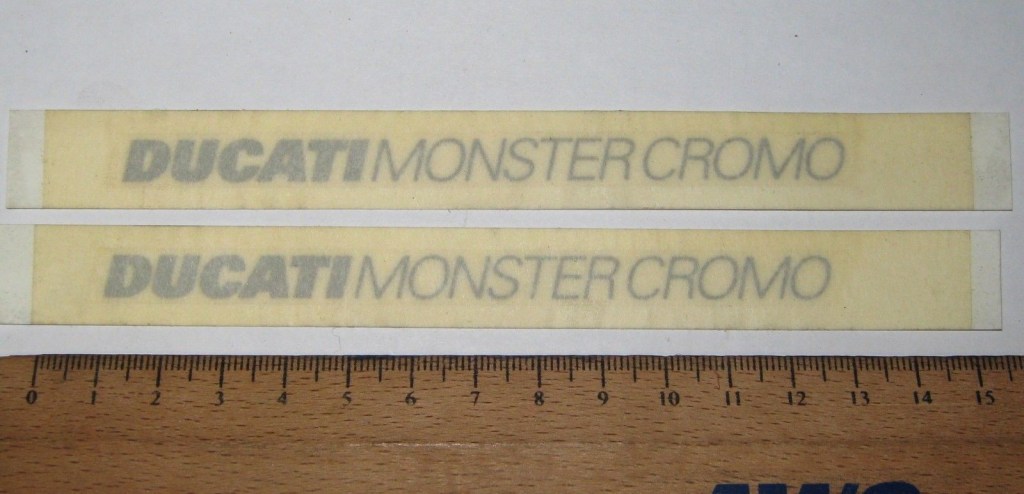 DUCATI MONSTER CROMO
DUCATI MONSTER CROMO
0 1 2 3 4 5 6 7 8 9 10 11 12 13 14 15